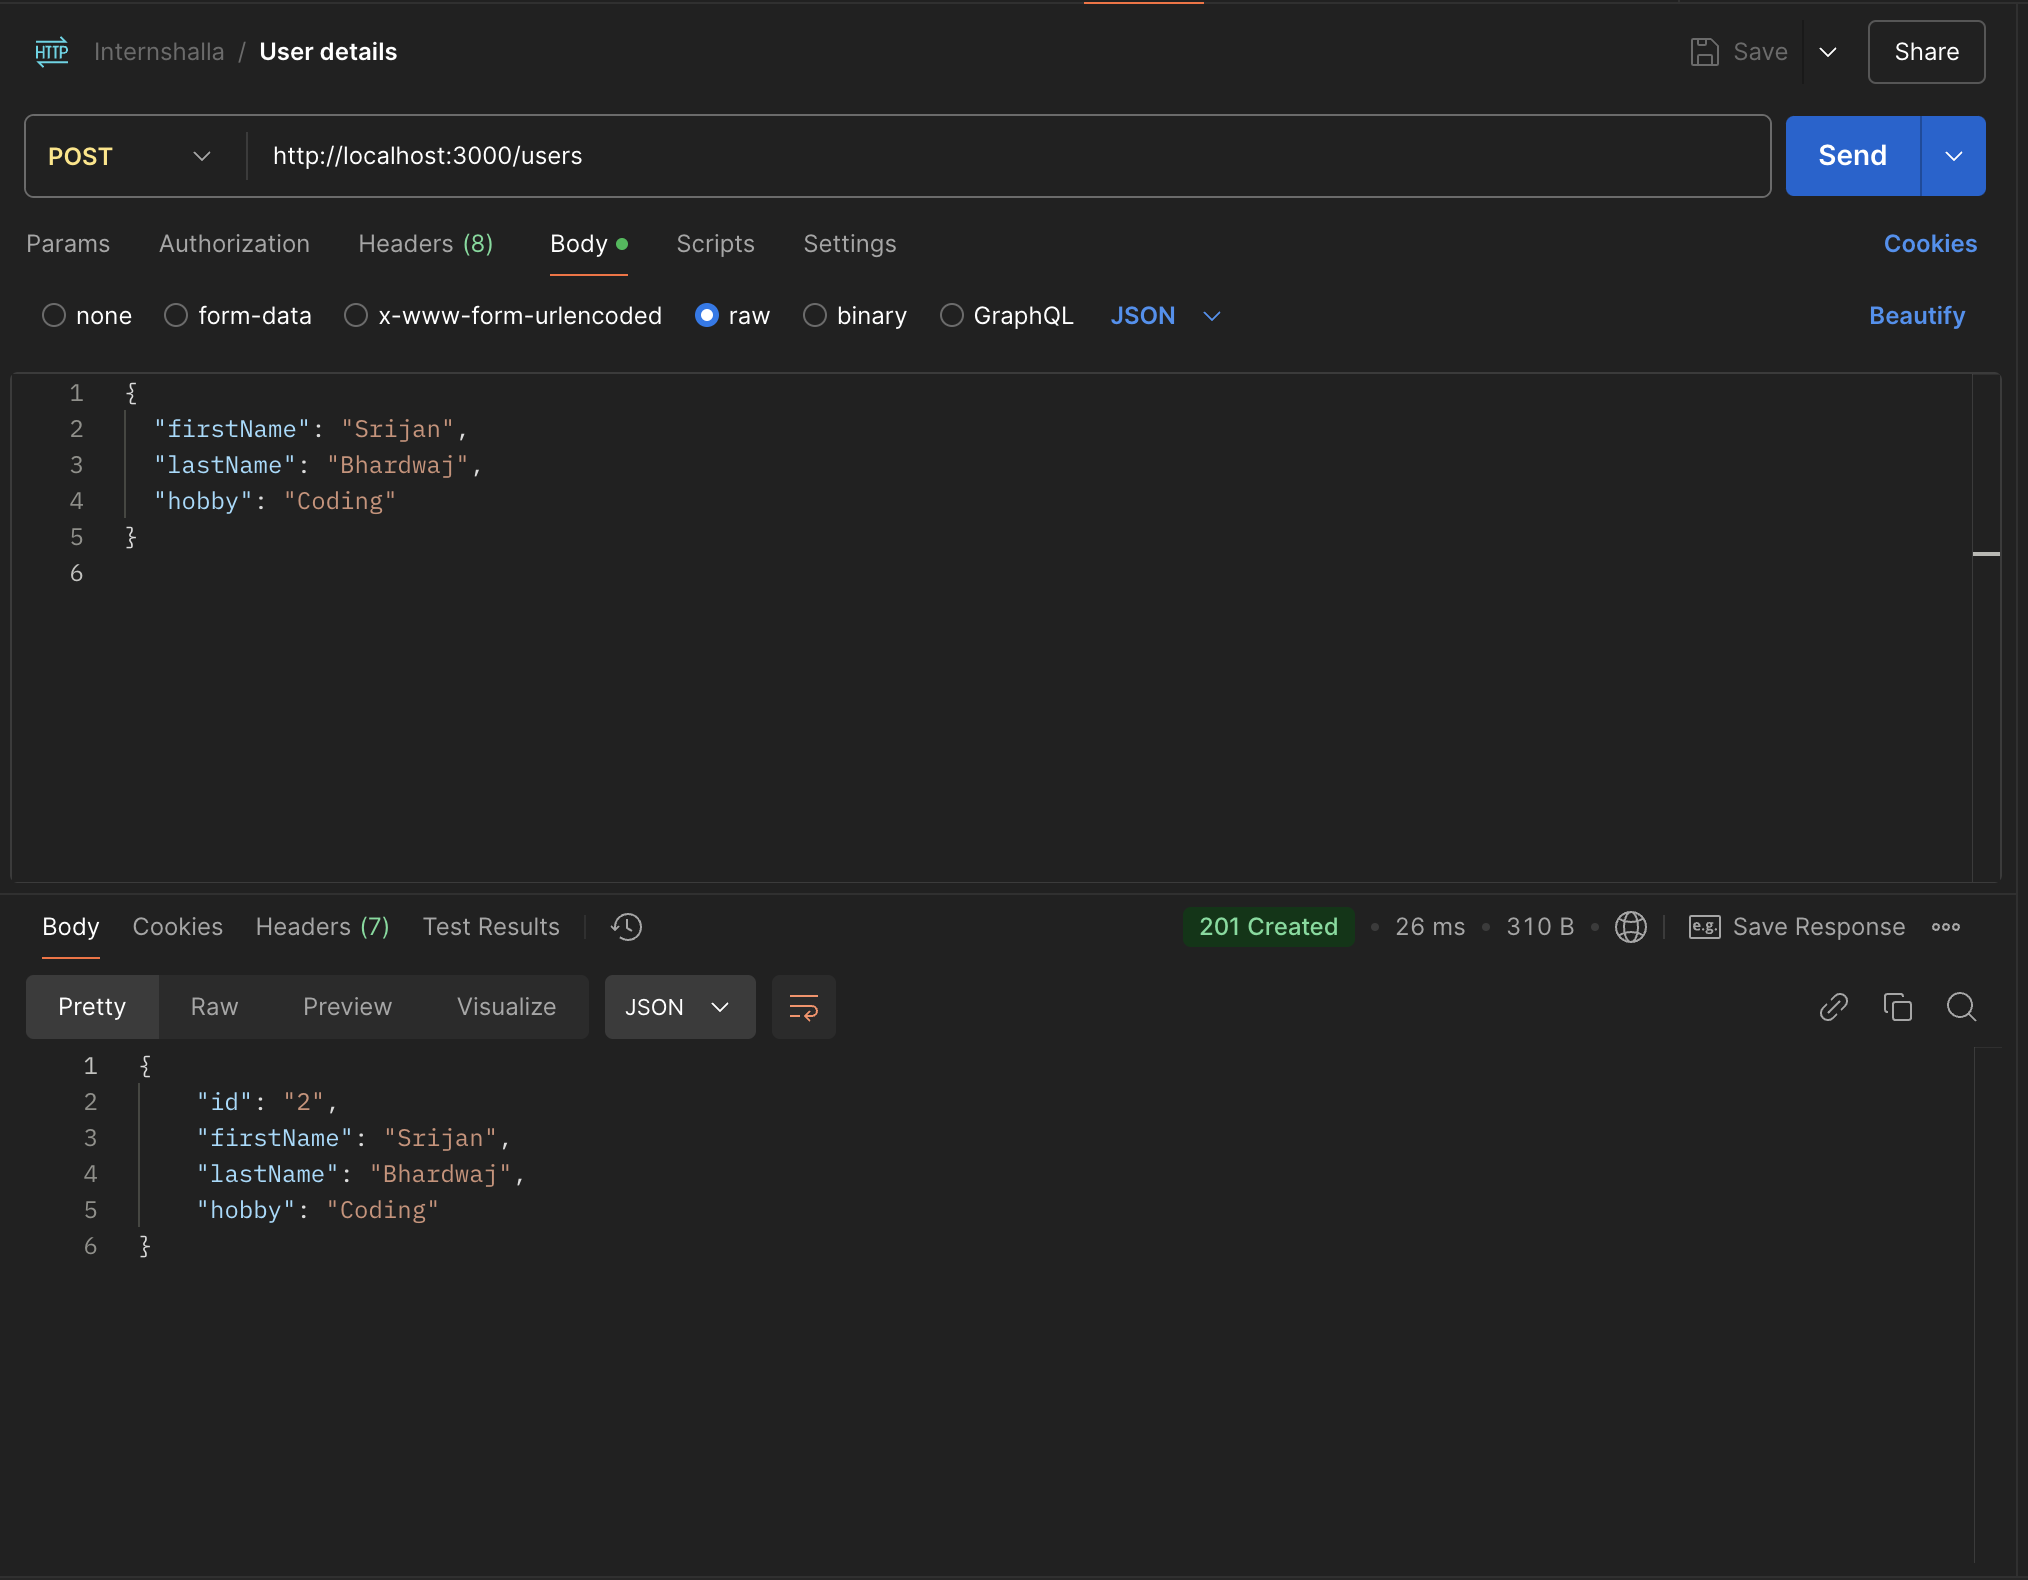 HTTP Internshalla / User details Save Share
POST http://localhost:3000/users Send
Params Authorization Headers (8) Body Scripts Settings Cookies
none form-data x-www-form-urlencoded raw binary GraphQL JSON Beautify
1 {
2 "firstName": "Srijan",
3 "lastName": "Bhardwaj",
4 "hobby": "Coding"
5 }
6
Body Cookies Headers (7) Test Results 201 Created • 26 ms • 310 B • e.g. Save Response
Pretty Raw Preview Visualize JSON
1 {
2 "id": "2",
3 "firstName": "Srijan",
4 "lastName": "Bhardwaj",
5 "hobby": "Coding"
6 }